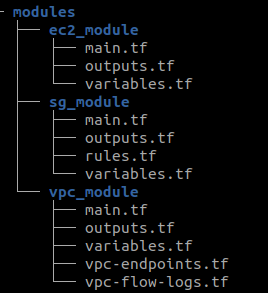 modules
ec2_module
main.tf
outputs.tf
variables.tf
sg_module
main.tf
outputs.tf
rules.tf
variables.tf
vpc_module
main.tf
outputs.tf
variables.tf
vpc-endpoints.tf
vpc-flow-logs.tf